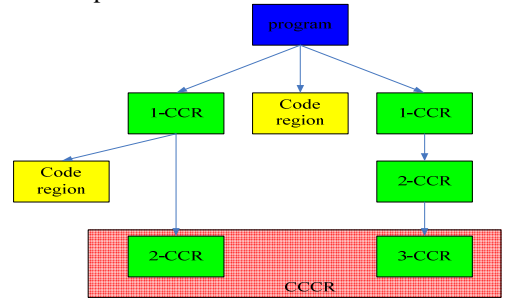 program
1-CCR
Code
region
1-CCR
Code
region
2-CCR
2-CCR
3-CCR
CCCR